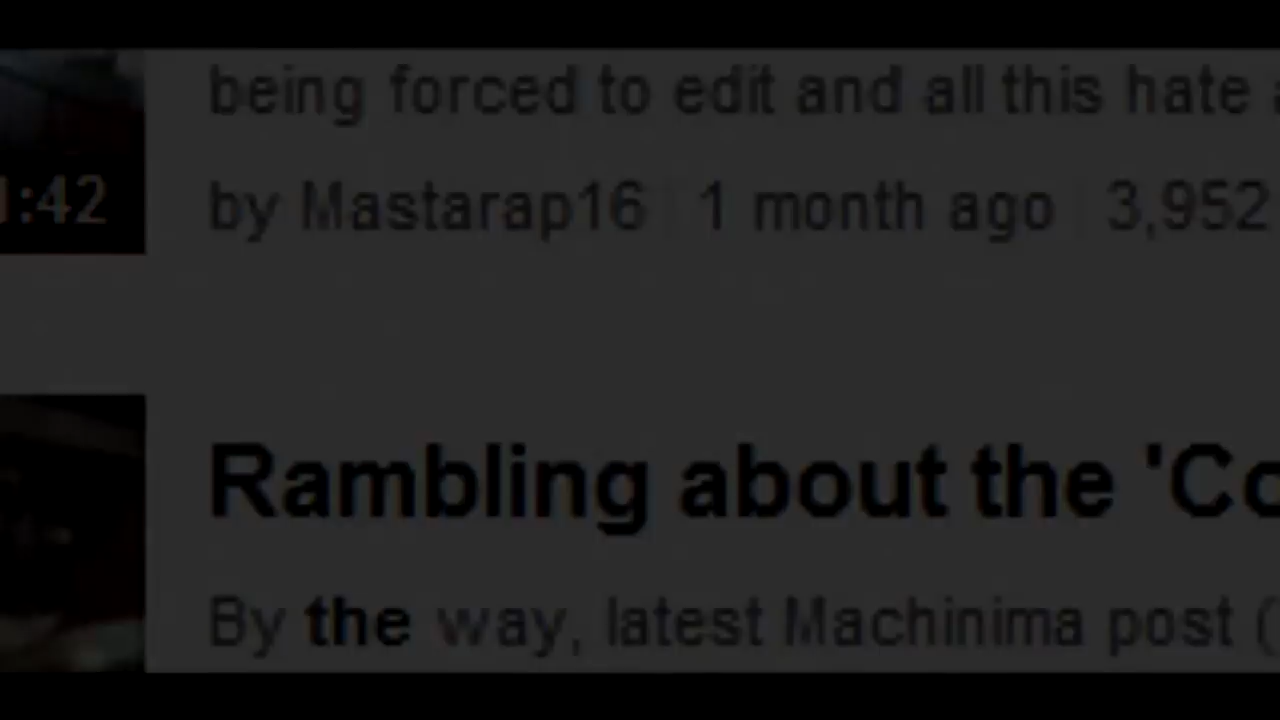 being forced to edit and all this hate
1:42
by Mastarap16 1 month ago 3,952
Rambling about the 'Co
By the way, latest Machinima post (